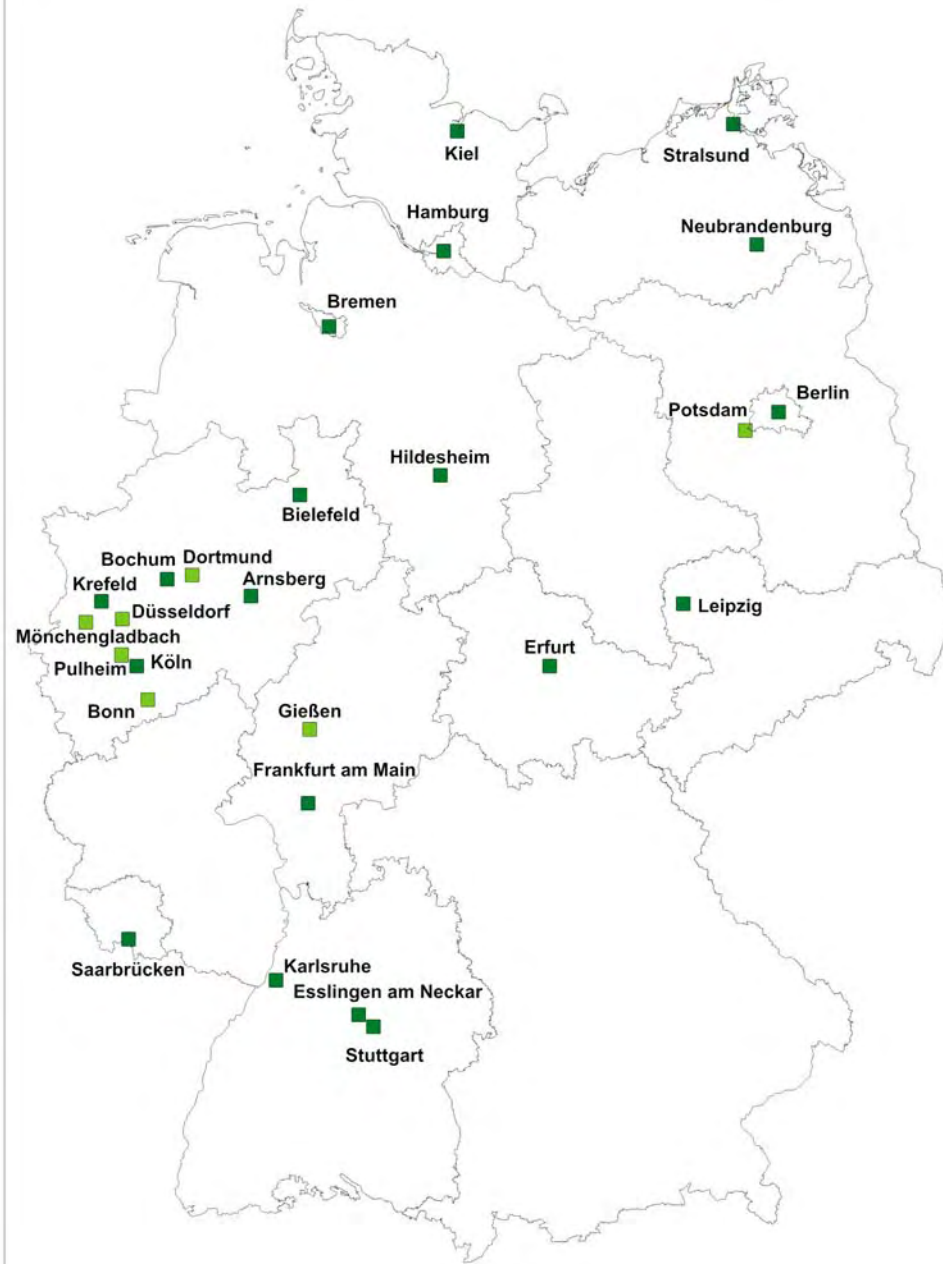 Kiel
Stralsund
Hamburg
Neubrandenburg
Bremen
Berlin
Potsdam
Hildesheim
Bielefeld
Bochum
Dortmund
Krefeld
Arnsberg
Düsseldorf
Leipzig
Mönchengladbach
Erfurt
Pulheim
Köln
Bonn
Gießen
Frankfurt am Main
Saarbrücken
Karlsruhe
Esslingen am Neckar
Stuttgart